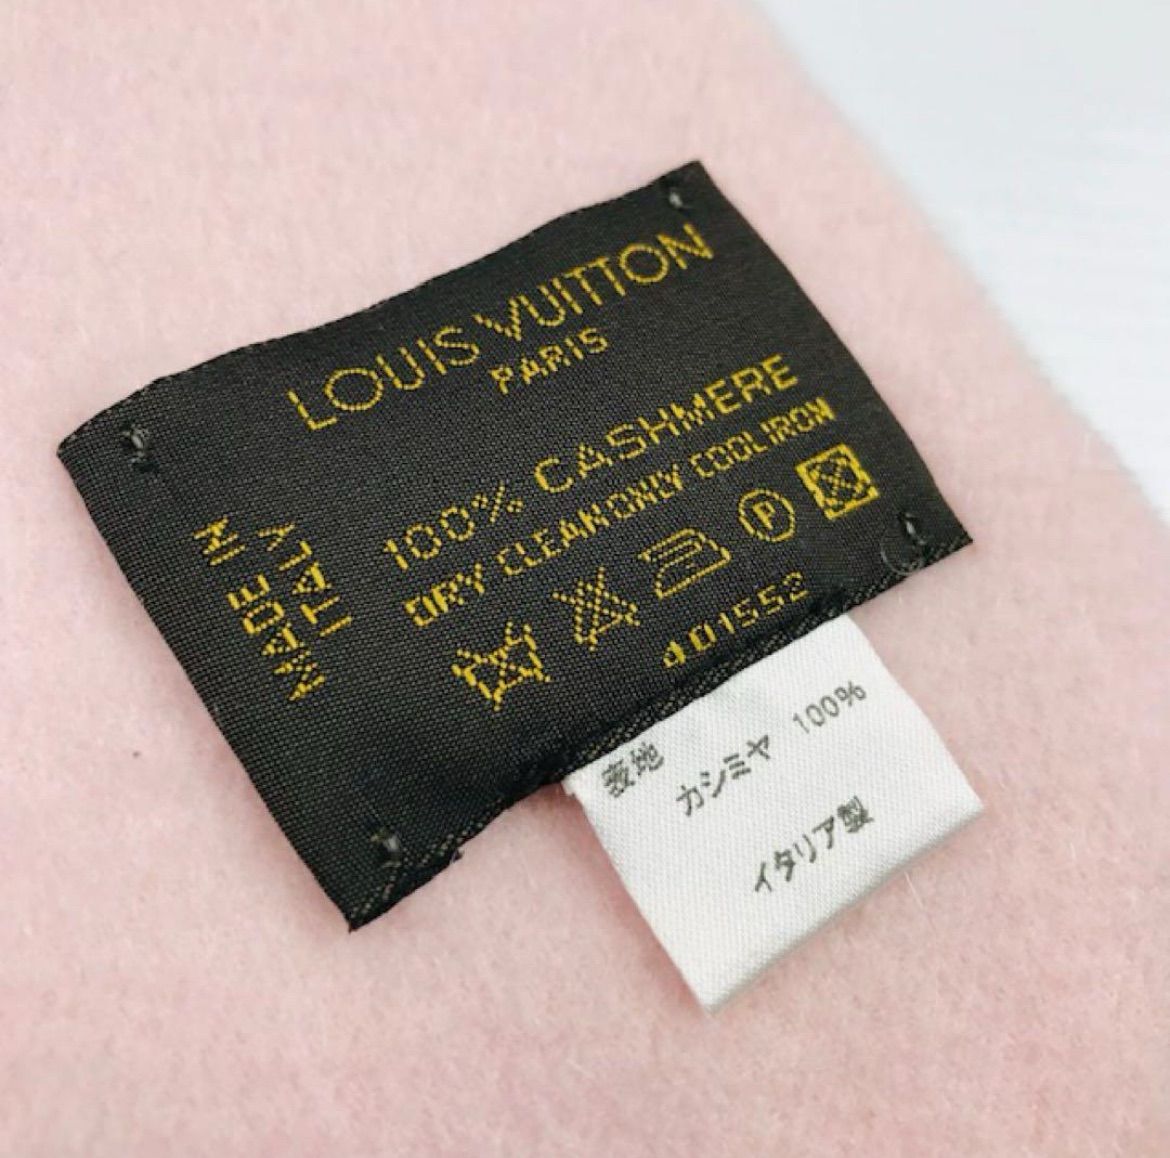 LOUIS VUITTON
PARIS
100% CASHMERE
DRY CLEAN ONLY COOL IRON
P
401552
MADE IN
ITALY
表地
カシミヤ 100%
イタリア製